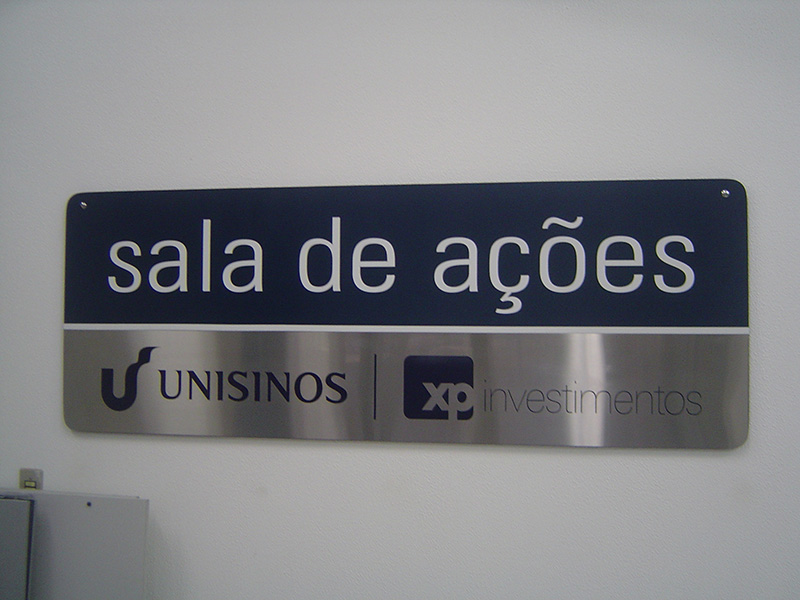 sala de ações
UNISINOS xp investimentos